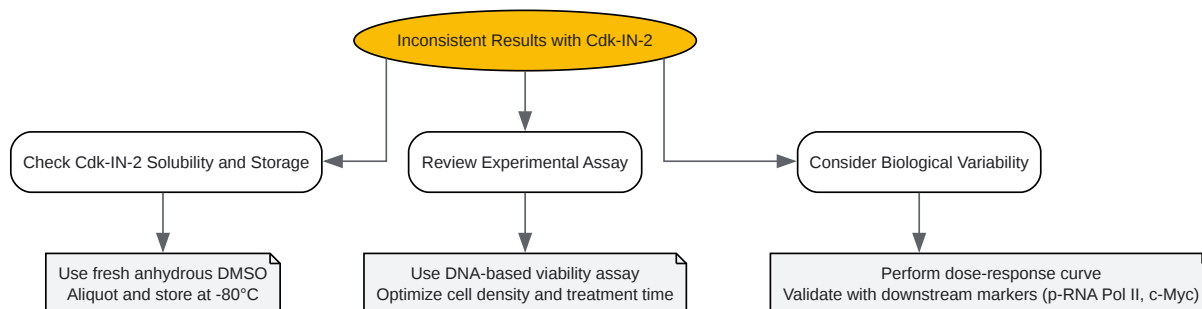 Inconsistent Results with Cdk-IN-2
Check Cdk-IN-2 Solubility and Storage
Review Experimental Assay
Consider Biological Variability
Use fresh anhydrous DMSO
Aliquot and store at -80°C
Use DNA-based viability assay
Optimize cell density and treatment time
Perform dose-response curve
Validate with downstream markers (p-RNA Pol II, c-Myc)